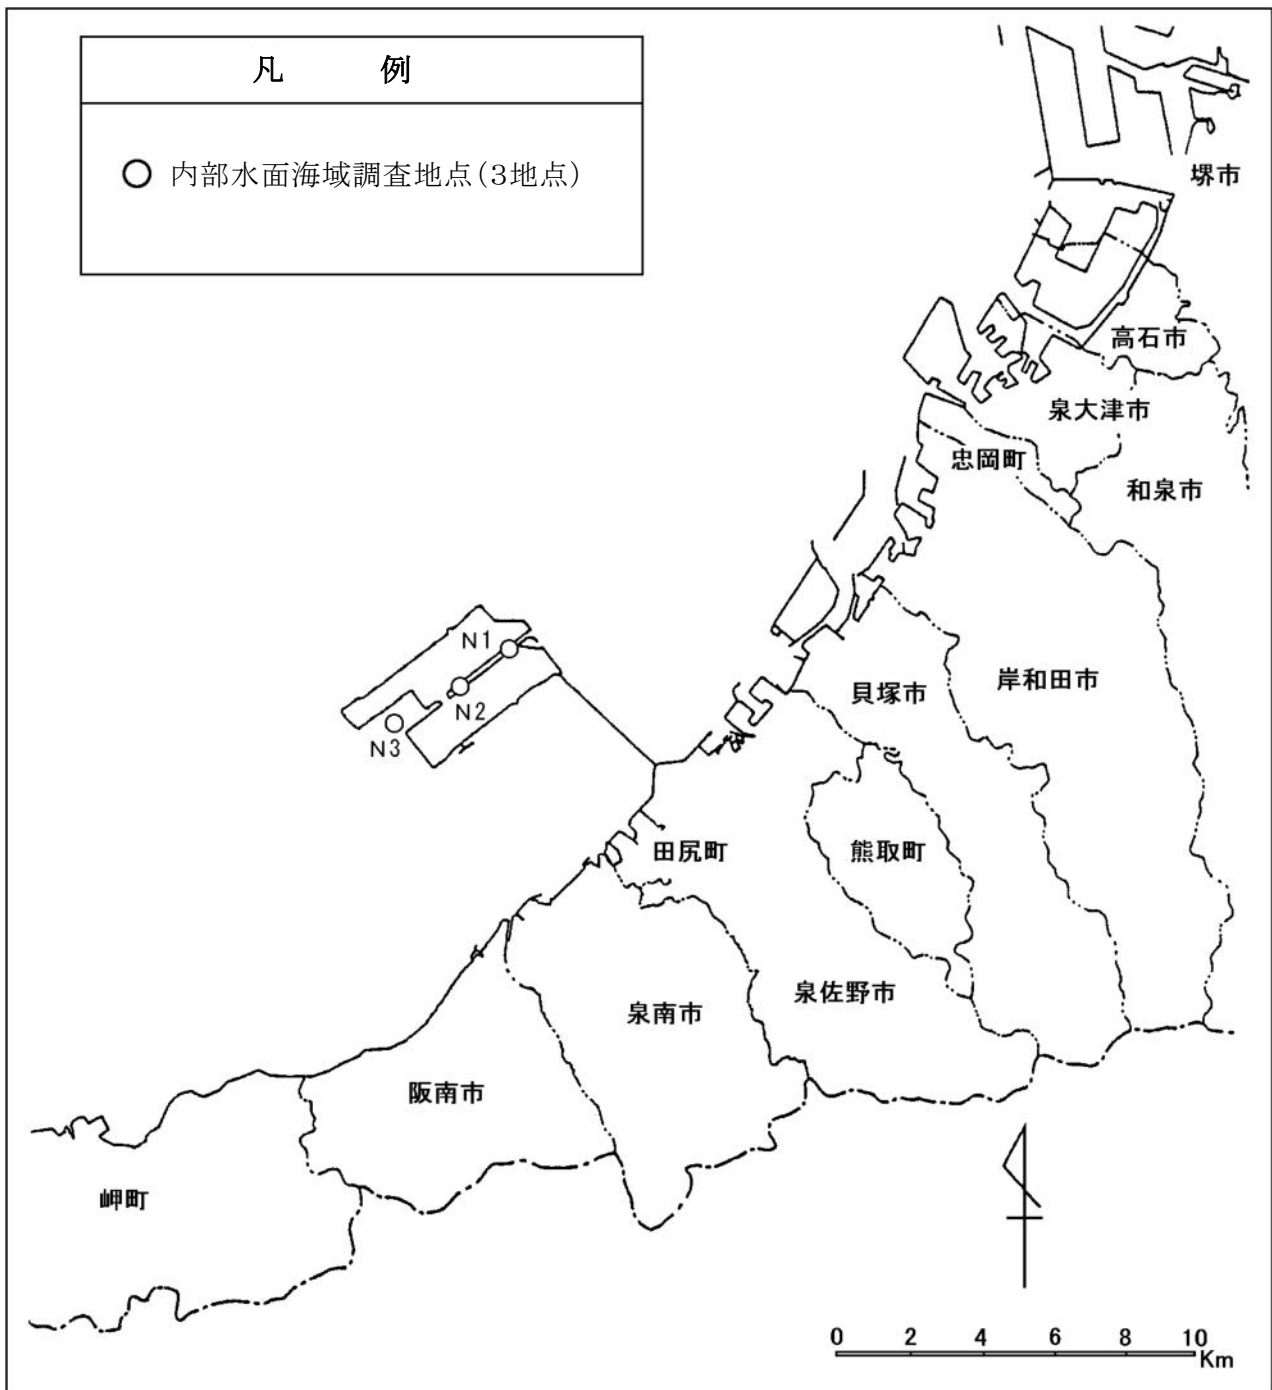 凡　例
内部水面海域調査地点(3地点)
堺市
高石市
泉大津市
忠岡町
和泉市
N1
N2
N3
貝塚市
岸和田市
田尻町
熊取町
泉佐野市
泉南市
阪南市
岬町
0 2 4 6 8 10
Km